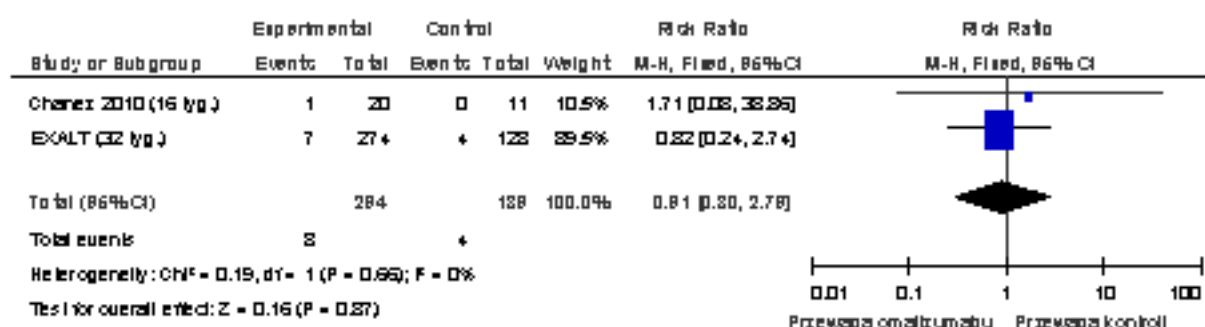 Experimental Control Risk Ratio Risk Ratio
Study or Subgroup Events Total Events Total Weight M-H, Fixed, 95% CI M-H, Fixed, 95% CI
Chanez 2010 (16 tyg.) 1 20 0 11 10.5% 1.71 [0.08, 38.86]
EXALT (32 tyg.) 7 274 4 128 89.5% 0.82 [0.24, 2.74]
Total (95% CI) 294 139 100.0% 0.91 [0.30, 2.78]
Total events 8 4
Heterogeneity: Chi² = 0.19, df = 1 (P = 0.66); I² = 0%
Test for overall effect: Z = 0.16 (P = 0.87)
0.01 0.1 1 10 100
Przewaga omalizumabu Przewaga kontroli